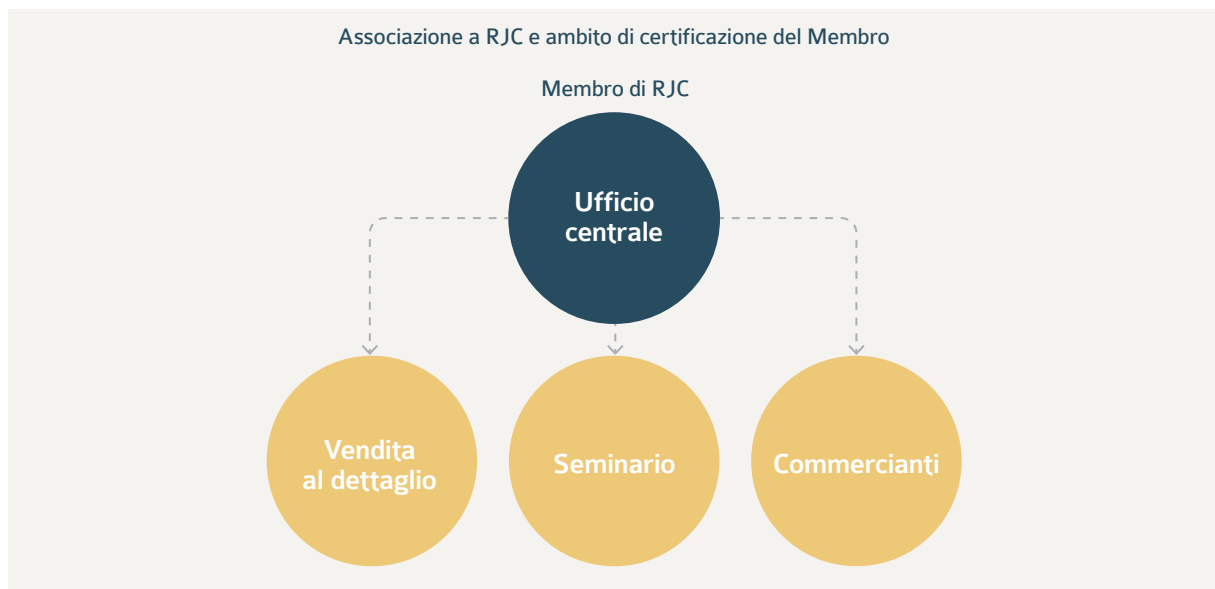 Associazione a RJC e ambito di certificazione del Membro
Membro di RJC
Ufficio
centrale
Vendita
al dettaglio
Seminario
Commercianti